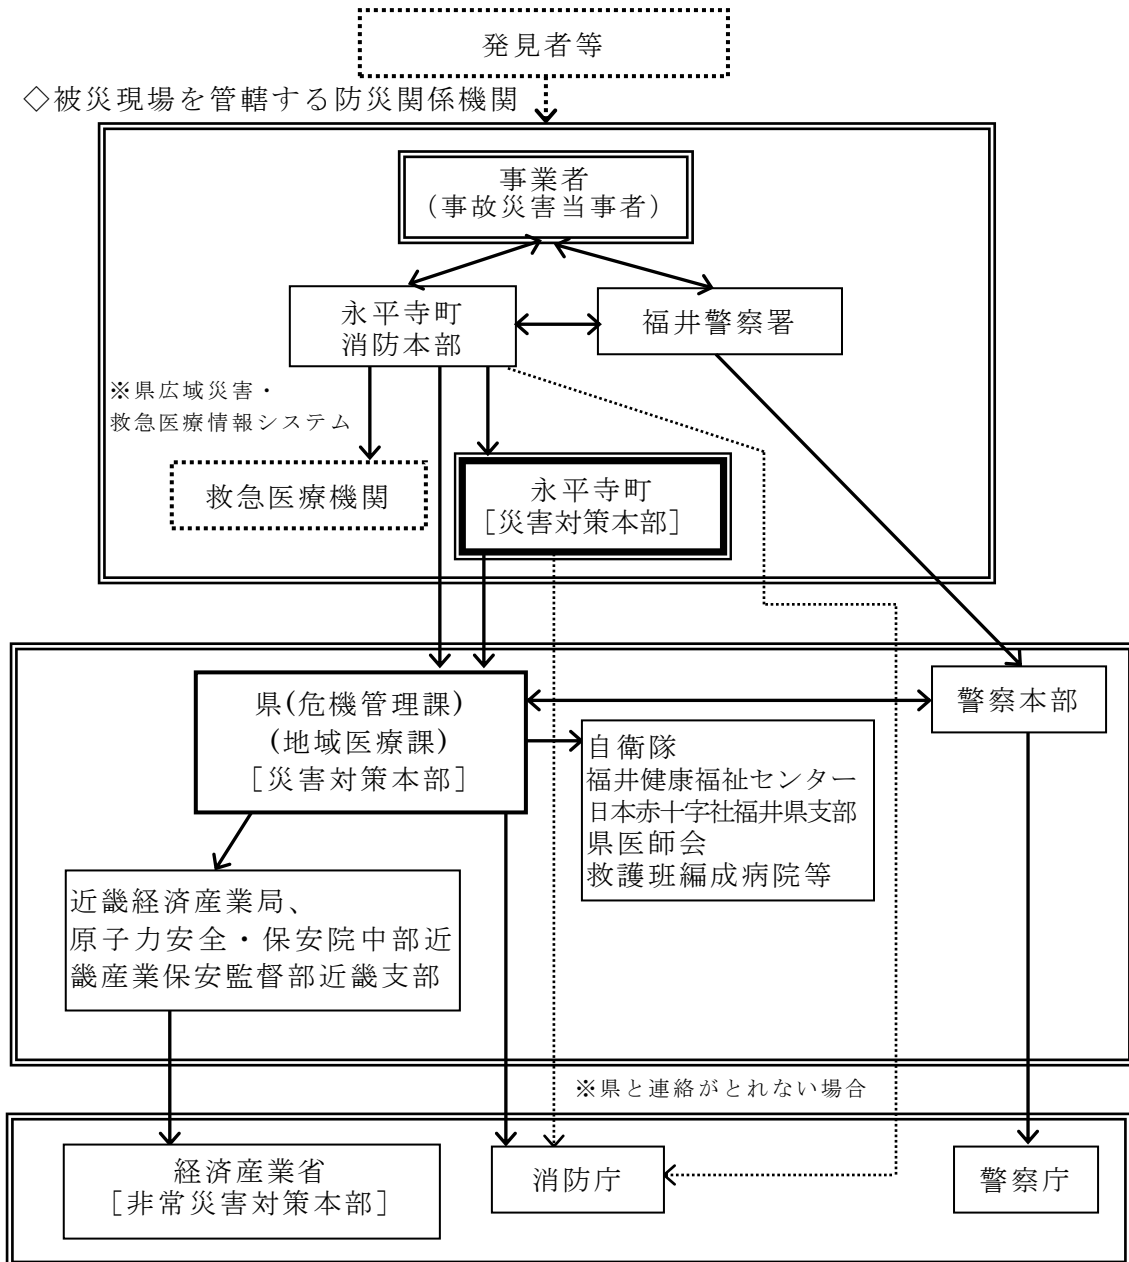 発見者等
◇被災現場を管轄する防災関係機関
事業者
（事故災害当事者）
永平寺町
消防本部
福井警察署
※県広域災害・
救急医療情報システム
救急医療機関
永平寺町
［災害対策本部］
県(危機管理課)
(地域医療課)
［災害対策本部］
警察本部
自衛隊
福井健康福祉センター
日本赤十字社福井県支部
県医師会
救護班編成病院等
近畿経済産業局、
原子力安全・保安院中部近
畿産業保安監督部近畿支部
※県と連絡がとれない場合
経済産業省
［非常災害対策本部］
消防庁
警察庁